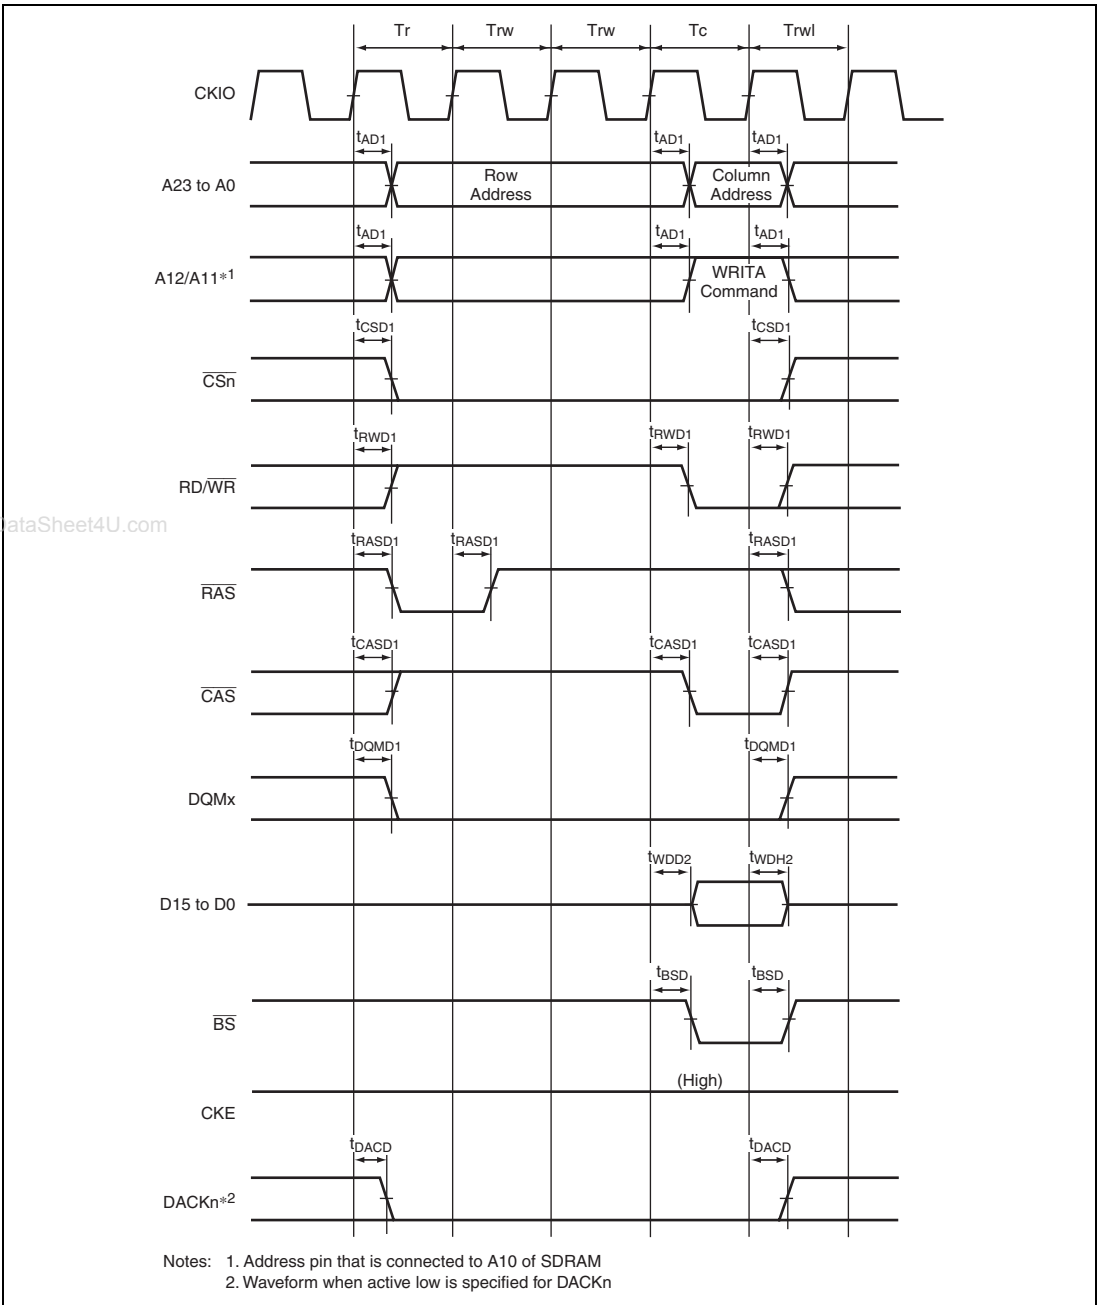 Tr Trw Trw Tc Trwl
CKIO
tAD1 tAD1 tAD1
A23 to A0
Row
Address
Column
Address
tAD1 tAD1 tAD1
A12/A11*1
WRITA
Command
tCSD1 tCSD1
CSn
tRWD1 tRWD1 tRWD1
RD/WR
ataSheet4U.com
tRASD1 tRASD1 tRASD1
RAS
tCASD1 tCASD1 tCASD1
CAS
tDQMD1 tDQMD1
DQMx
tWDD2 tWDH2
D15 to D0
tBSD tBSD
BS
(High)
CKE
tDACD tDACD
DACKn*2
Notes: 1. Address pin that is connected to A10 of SDRAM
2. Waveform when active low is specified for DACKn